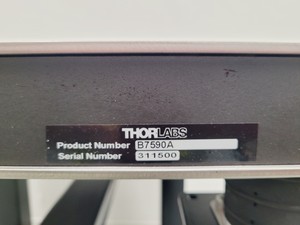 THORLABS
Product Number B7590A
Serial Number 311500